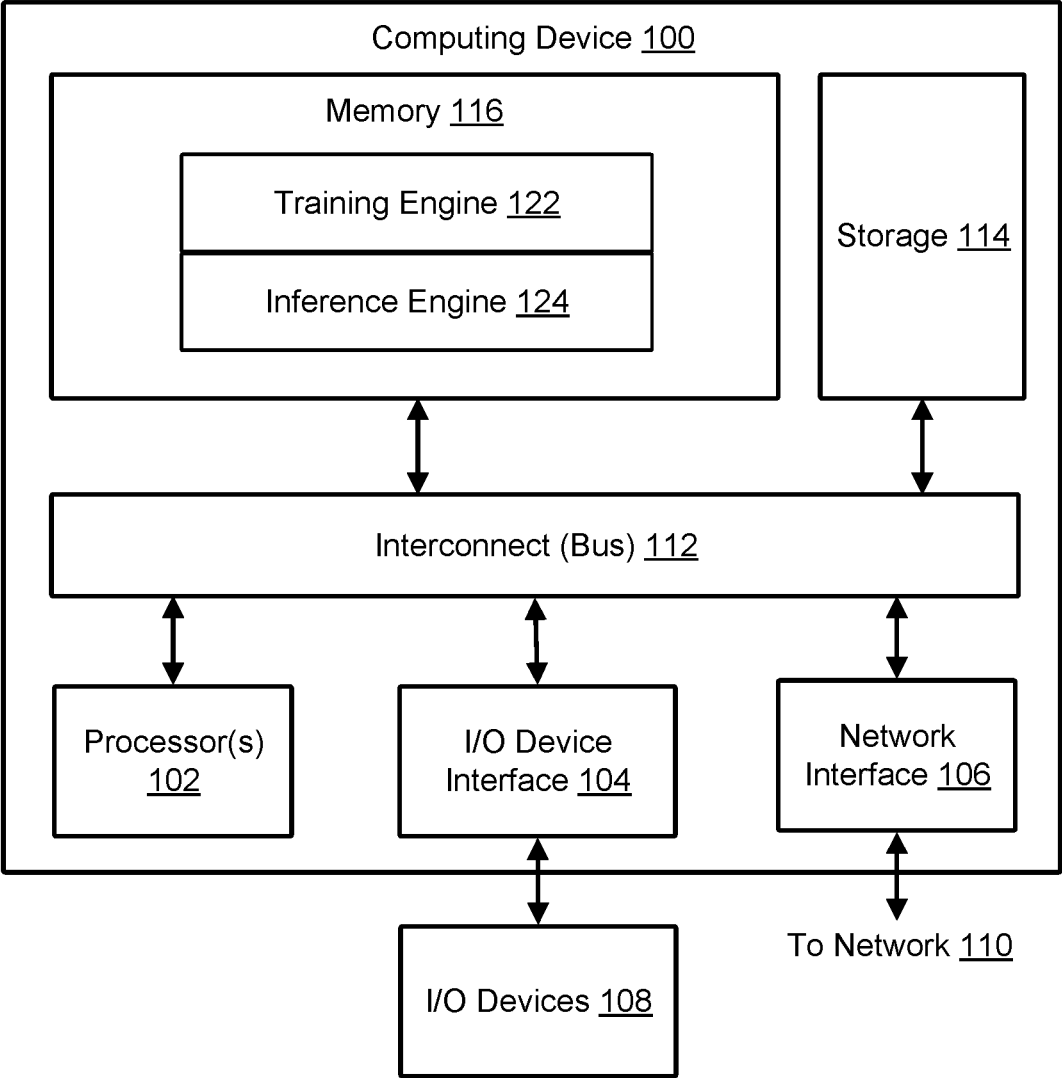 Computing Device 100
Memory 116
Training Engine 122
Inference Engine 124
Storage 114
Interconnect (Bus) 112
Processor(s)
102
I/O Device
Interface 104
Network
Interface 106
I/O Devices 108
To Network 110